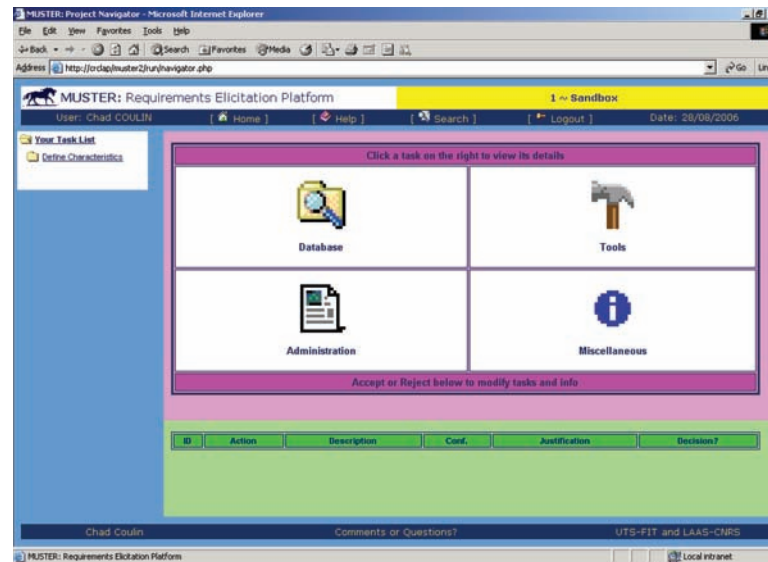 MUSTER: Project Navigator - Microsoft Internet Explorer
File Edit View Favorites Tools Help
Back Search Favorites Media
Address http://crclap/muster2/run/navigator.php Go Lin
MUSTER: Requirements Elicitation Platform 1 ~ Sandbox
User: Chad COULIN [ Home ] [ Help ] [ Search ] [ Logout ] Date: 28/08/2006
Your Task List
Define Characteristics
Click a task on the right to view its details
Database Tools
Administration Miscellaneous
Accept or Reject below to modify tasks and info
ID Action Description Conf. Justification Decision?
Chad Coulin Comments or Questions? UTS-FIT and LAAS-CNRS
MUSTER: Requirements Elicitation Platform Local intranet